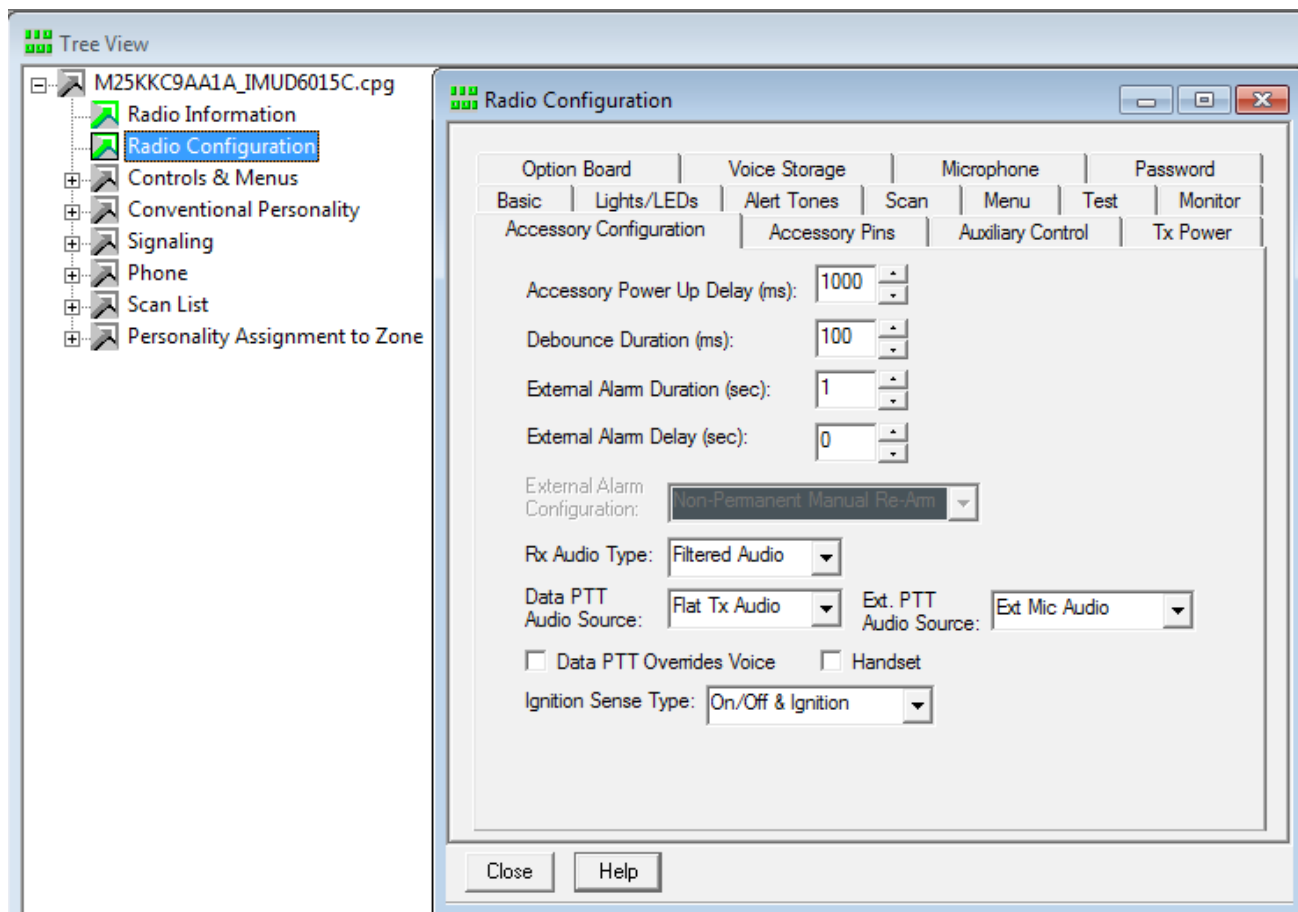 Tree View
M25KKC9AA1A_IMUD6015C.cpg
Radio Information
Radio Configuration
Controls & Menus
Conventional Personality
Signaling
Phone
Scan List
Personality Assignment to Zone
Radio Configuration
Option Board Voice Storage Microphone Password
Basic Lights/LEDs Alert Tones Scan Menu Test Monitor
Accessory Configuration Accessory Pins Auxiliary Control Tx Power
Accessory Power Up Delay (ms): 1000
Debounce Duration (ms): 100
External Alarm Duration (sec): 1
External Alarm Delay (sec): 0
External Alarm
Configuration: Non-Permanent Manual Re-Arm
Rx Audio Type: Filtered Audio
Data PTT
Audio Source: Flat Tx Audio
Ext. PTT
Audio Source: Ext Mic Audio
Data PTT Overrides Voice Handset
Ignition Sense Type: On/Off & Ignition
Close Help